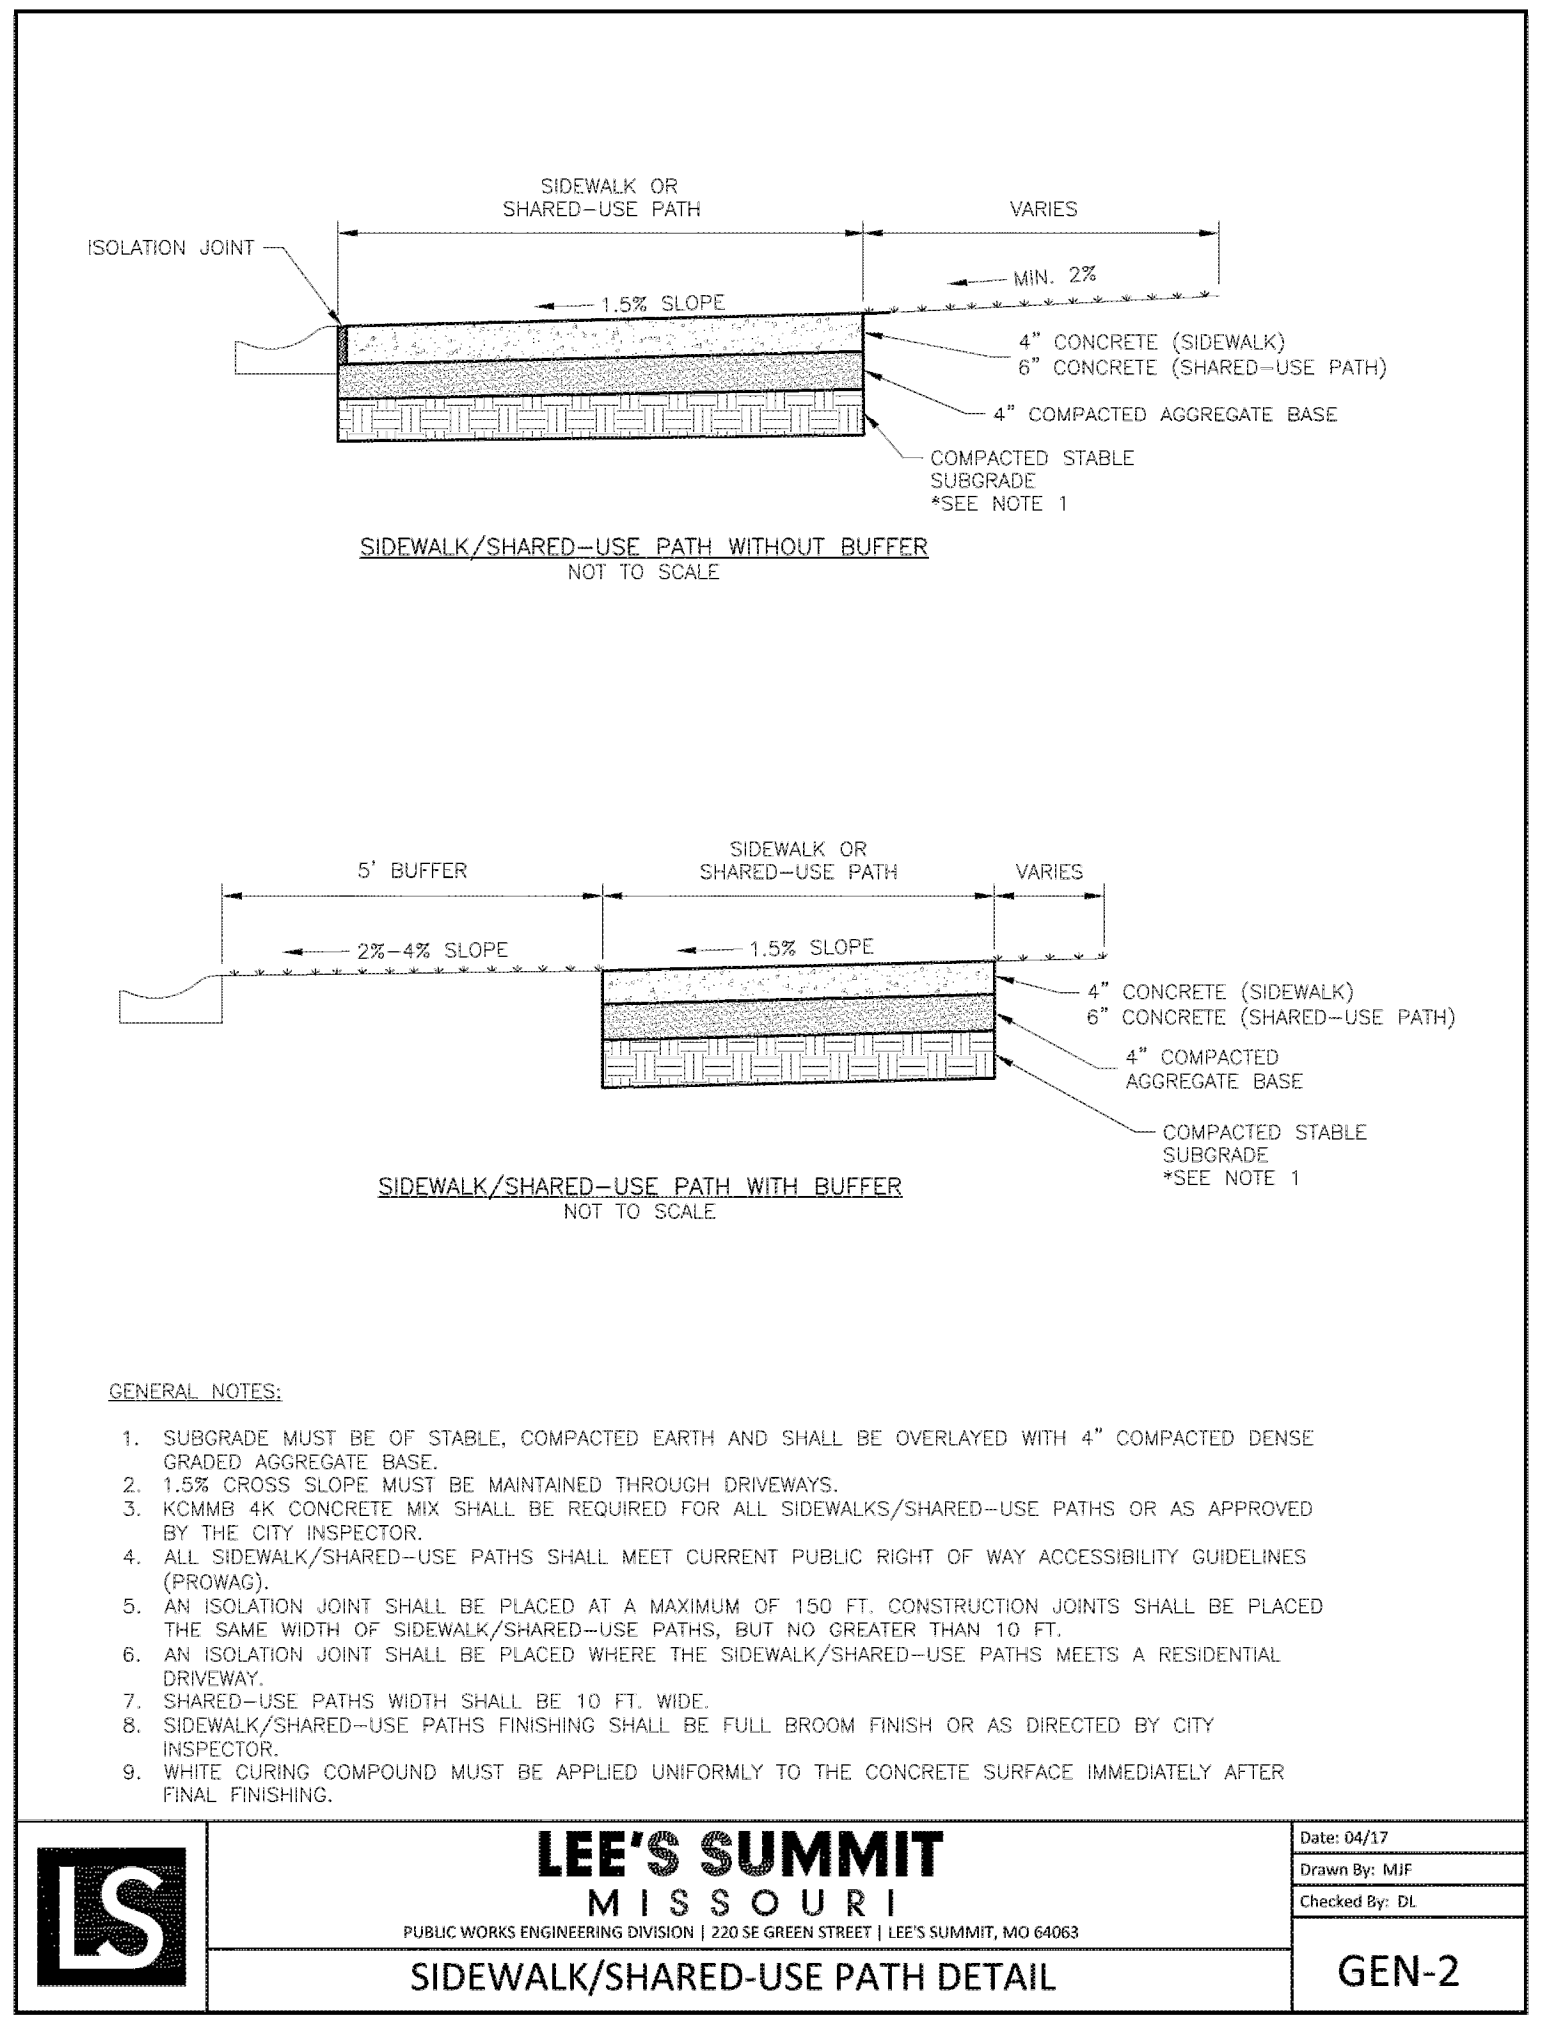 SIDEWALK OR
SHARED-USE PATH
VARIES
ISOLATION JOINT
MIN. 2%
1.5% SLOPE
4" CONCRETE (SIDEWALK)
6" CONCRETE (SHARED-USE PATH)
4" COMPACTED AGGREGATE BASE
COMPACTED STABLE
SUBGRADE
*SEE NOTE 1
SIDEWALK/SHARED-USE PATH WITHOUT BUFFER
NOT TO SCALE
SIDEWALK OR
SHARED-USE PATH
5' BUFFER
VARIES
2%-4% SLOPE
1.5% SLOPE
4" CONCRETE (SIDEWALK)
6" CONCRETE (SHARED-USE PATH)
4" COMPACTED
AGGREGATE BASE
COMPACTED STABLE
SUBGRADE
*SEE NOTE 1
SIDEWALK/SHARED-USE PATH WITH BUFFER
NOT TO SCALE
GENERAL NOTES:
1. SUBGRADE MUST BE OF STABLE, COMPACTED EARTH AND SHALL BE OVERLAYED WITH 4" COMPACTED DENSE
GRADED AGGREGATE BASE.
2. 1.5% CROSS SLOPE MUST BE MAINTAINED THROUGH DRIVEWAYS.
3. KCMMB 4K CONCRETE MIX SHALL BE REQUIRED FOR ALL SIDEWALKS/SHARED-USE PATHS OR AS APPROVED
BY THE CITY INSPECTOR.
4. ALL SIDEWALK/SHARED-USE PATHS SHALL MEET CURRENT PUBLIC RIGHT OF WAY ACCESSIBILITY GUIDELINES
(PROWAG).
5. AN ISOLATION JOINT SHALL BE PLACED AT A MAXIMUM OF 150 FT. CONSTRUCTION JOINTS SHALL BE PLACED
THE SAME WIDTH OF SIDEWALK/SHARED-USE PATHS, BUT NO GREATER THAN 10 FT.
6. AN ISOLATION JOINT SHALL BE PLACED WHERE THE SIDEWALK/SHARED-USE PATHS MEETS A RESIDENTIAL
DRIVEWAY.
7. SHARED-USE PATHS WIDTH SHALL BE 10 FT. WIDE.
8. SIDEWALK/SHARED-USE PATHS FINISHING SHALL BE FULL BROOM FINISH OR AS DIRECTED BY CITY
INSPECTOR.
9. WHITE CURING COMPOUND MUST BE APPLIED UNIFORMLY TO THE CONCRETE SURFACE IMMEDIATELY AFTER
FINAL FINISHING.
LS
LEE'S SUMMIT
MISSOURI
PUBLIC WORKS ENGINEERING DIVISION | 220 SE GREEN STREET | LEE'S SUMMIT, MO 64063
SIDEWALK/SHARED-USE PATH DETAIL
Date: 04/17
Drawn By: MJF
Checked By: DL
GEN-2